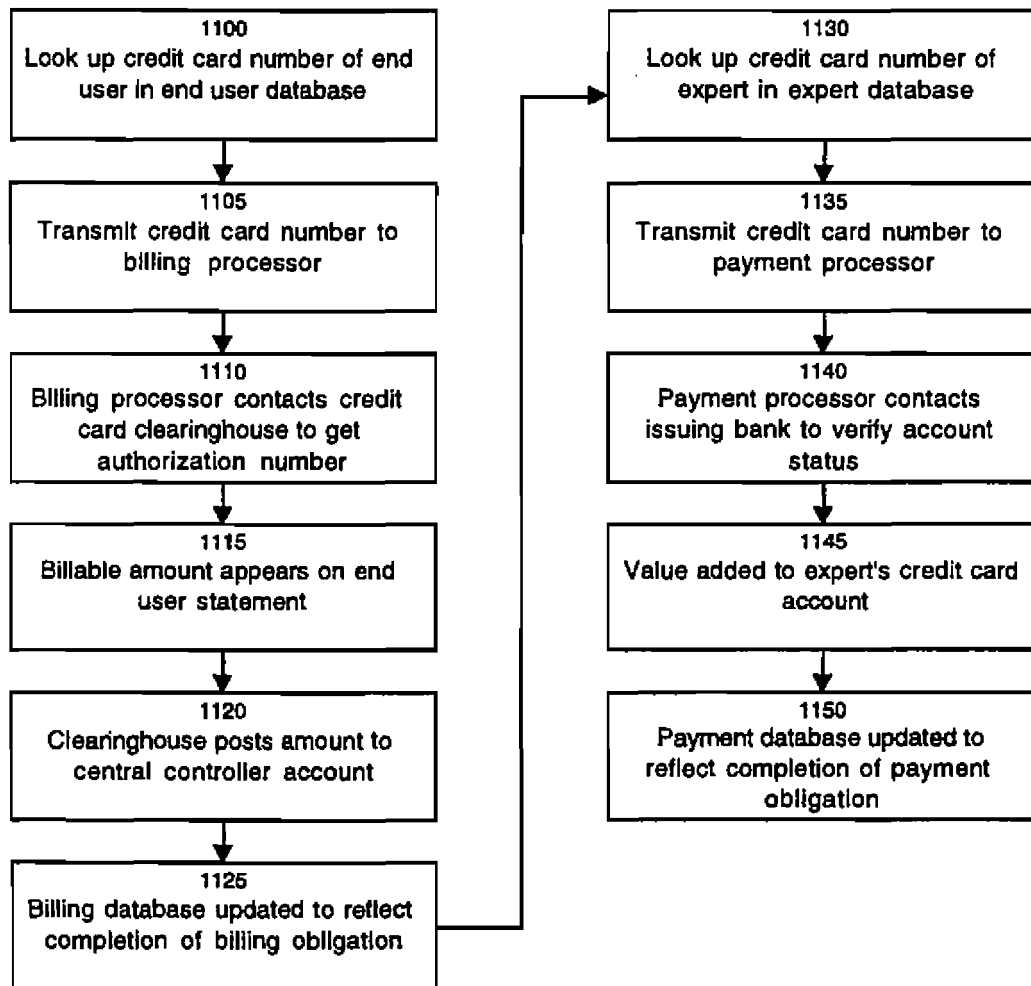 1100
Look up credit card number of end
user in end user database
1105
Transmit credit card number to
billing processor
1110
Billing processor contacts credit
card clearinghouse to get
authorization number
1115
Billable amount appears on end
user statement
1120
Clearinghouse posts amount to
central controller account
1125
Billing database updated to reflect
completion of billing obligation
1130
Look up credit card number of
expert in expert database
1135
Transmit credit card number to
payment processor
1140
Payment processor contacts
issuing bank to verify account
status
1145
Value added to expert's credit card
account
1150
Payment database updated to
reflect completion of payment
obligation